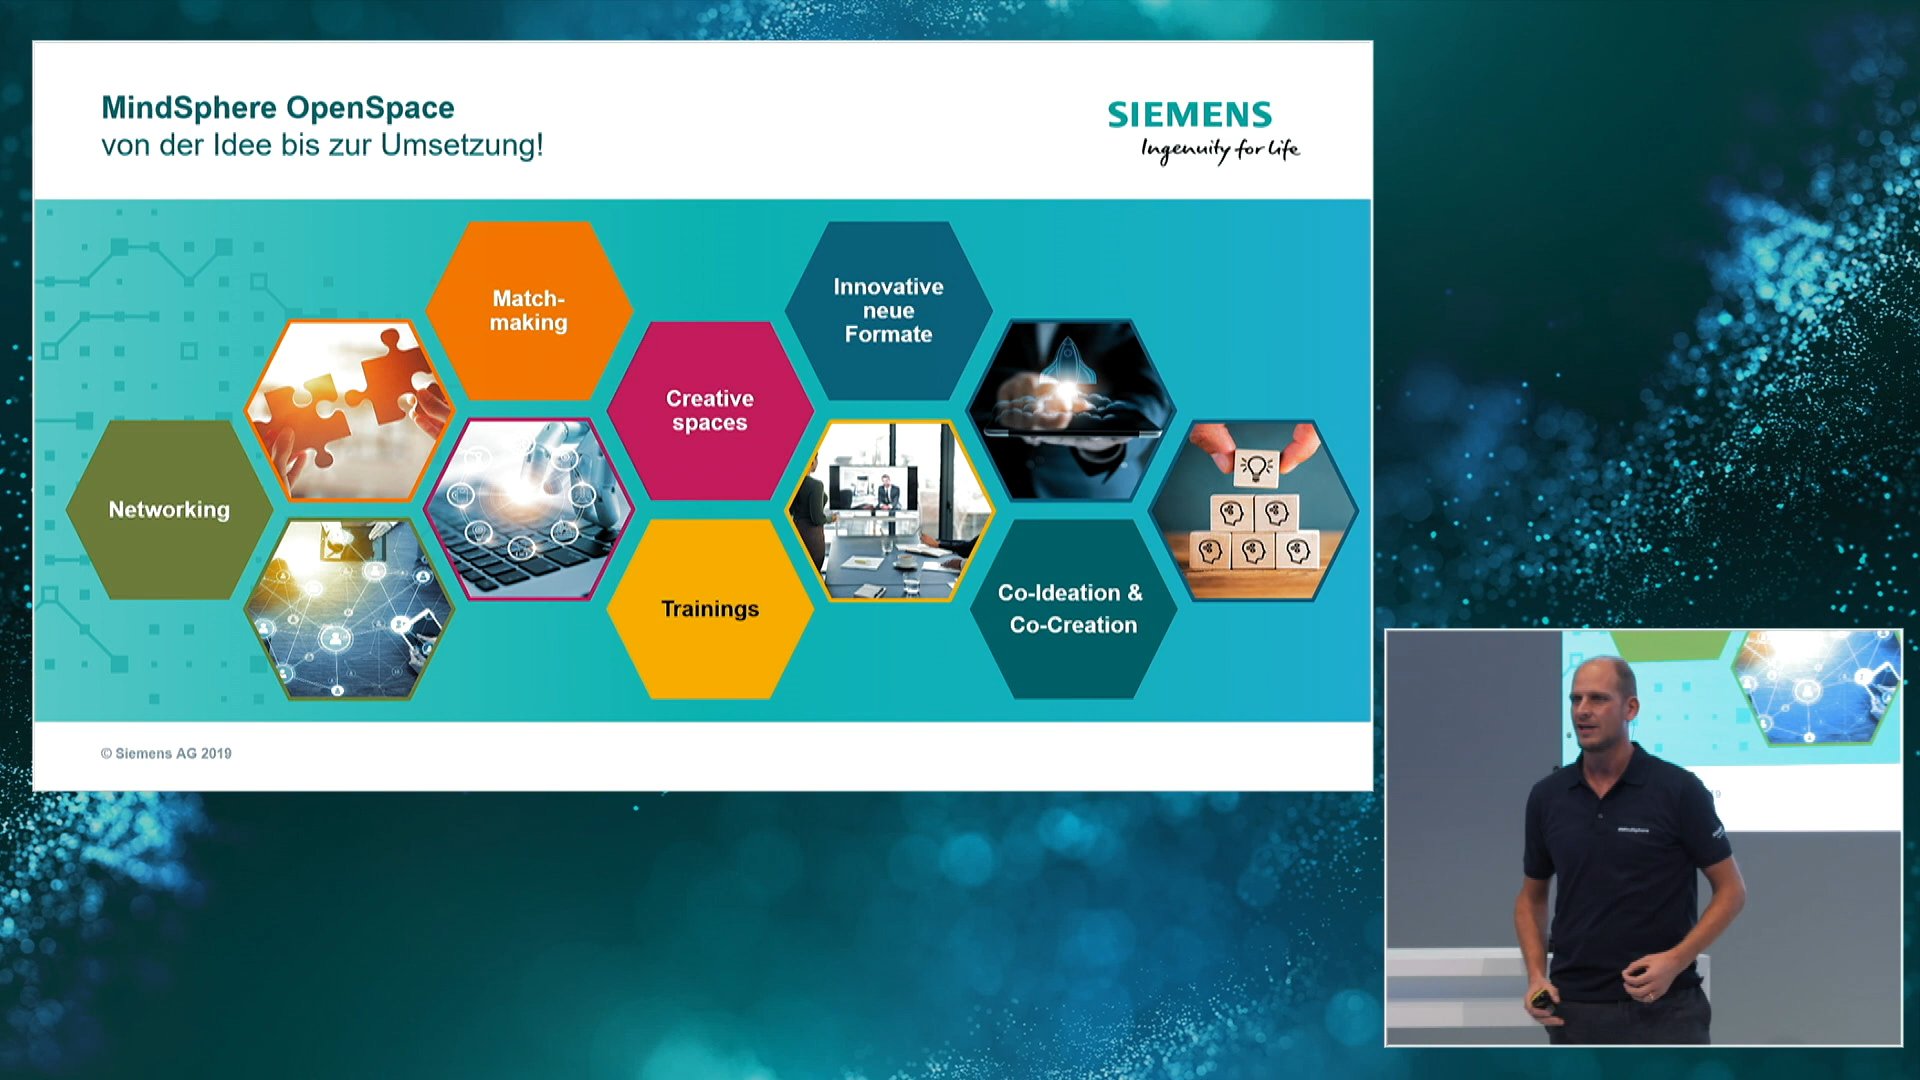 MindSphere OpenSpace
von der Idee bis zur Umsetzung!
SIEMENS
Ingenuity for life
Match-
making
Innovative
neue
Formate
Creative
spaces
Networking
Trainings
Co-Ideation &
Co-Creation
© Siemens AG 2019